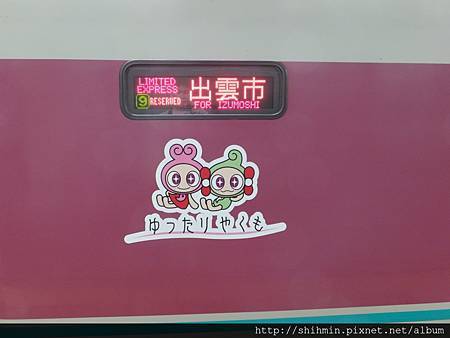 LIMITED
EXPRESS
9 RESERVED
出雲市
FOR IZUMOSHI
ゆったりやくも
http://shihmin.pixnet.net/album